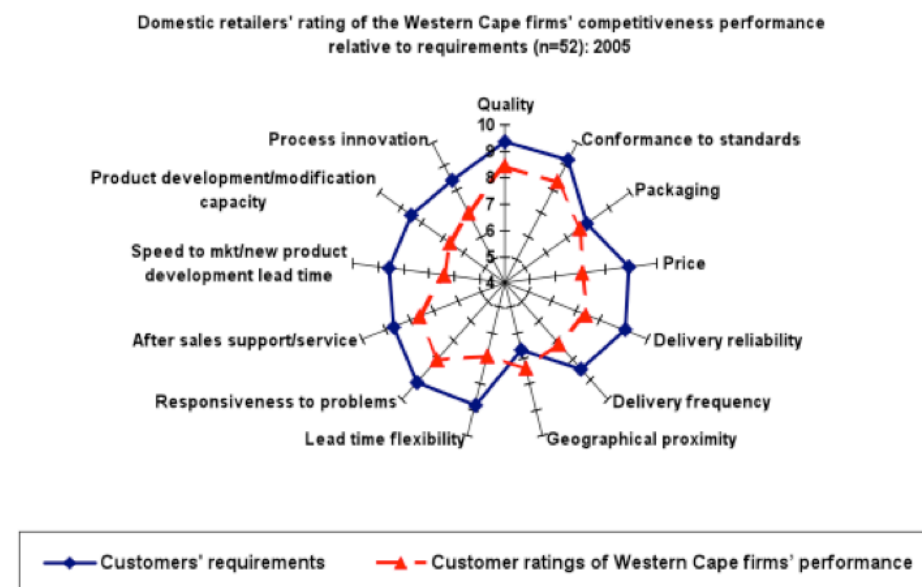 Domestic retailers' rating of the Western Cape firms' competitiveness performance
relative to requirements (n=52): 2005
Quality
10
9
8
7
6
5
4
Conformance to standards
Packaging
Price
Delivery reliability
Delivery frequency
Geographical proximity
Lead time flexibility
Responsiveness to problems
After sales support/service
Speed to mkt/new product
development lead time
Product development/modification
capacity
Process innovation
Customers' requirements
Customer ratings of Western Cape firms' performance